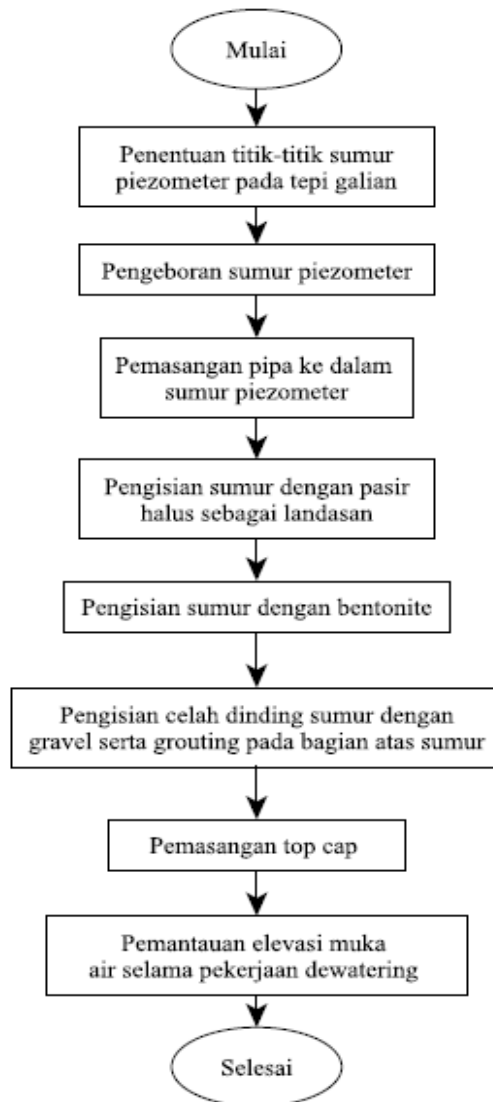 Mulai
Penentuan titik-titik sumur
piezometer pada tepi galian
Pengeboran sumur piezometer
Pemasangan pipa ke dalam
sumur piezometer
Pengisian sumur dengan pasir
halus sebagai landasan
Pengisian sumur dengan bentonite
Pengisian celah dinding sumur dengan
gravel serta grouting pada bagian atas sumur
Pemasangan top cap
Pemantauan elevasi muka
air selama pekerjaan dewatering
Selesai